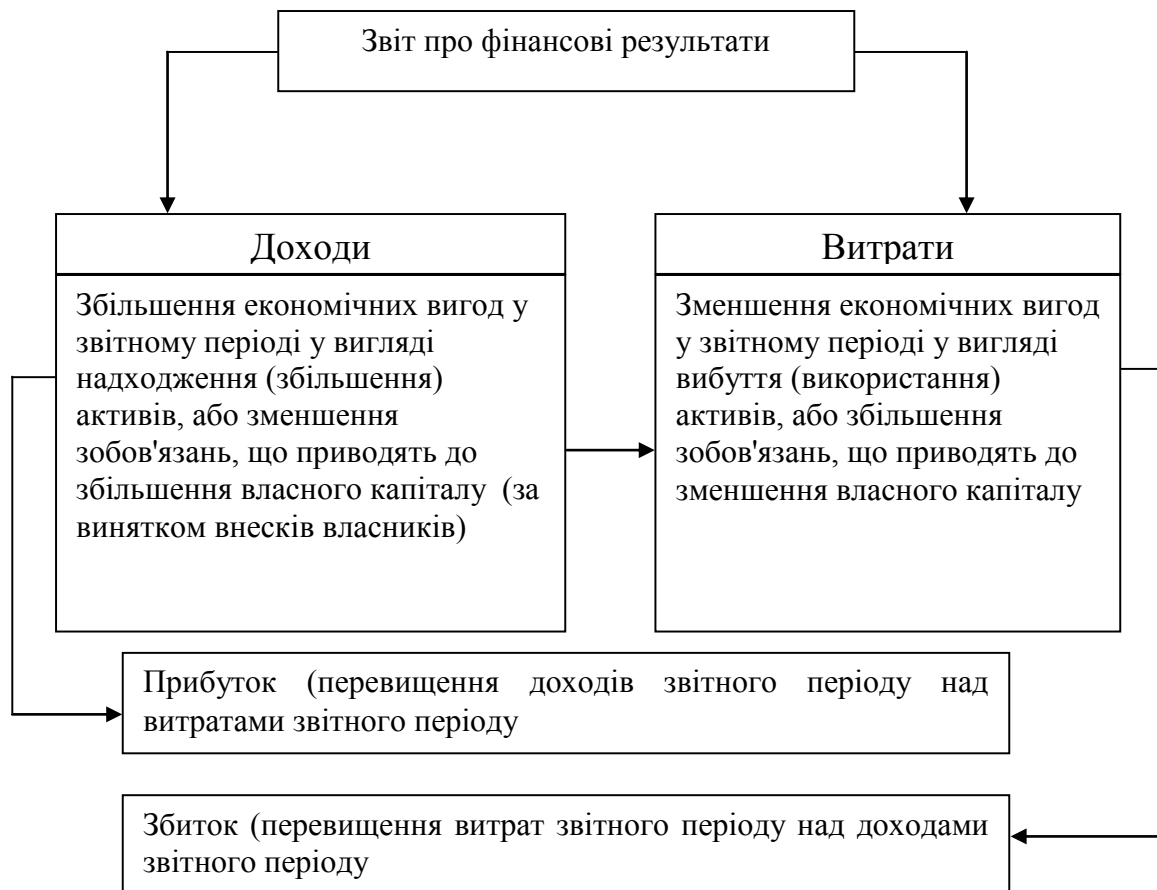 Звіт про фінансові результати
Доходи
Збільшення економічних вигод у
звітному періоді у вигляді
надходження (збільшення)
активів, або зменшення
зобов'язань, що приводять до
збільшення власного капіталу (за
винятком внесків власників)
Витрати
Зменшення економічних вигод
у звітному періоді у вигляді
вибуття (використання)
активів, або збільшення
зобов'язань, що приводять до
зменшення власного капіталу
Прибуток (перевищення доходів звітного періоду над
витратами звітного періоду
Збиток (перевищення витрат звітного періоду над доходами
звітного періоду